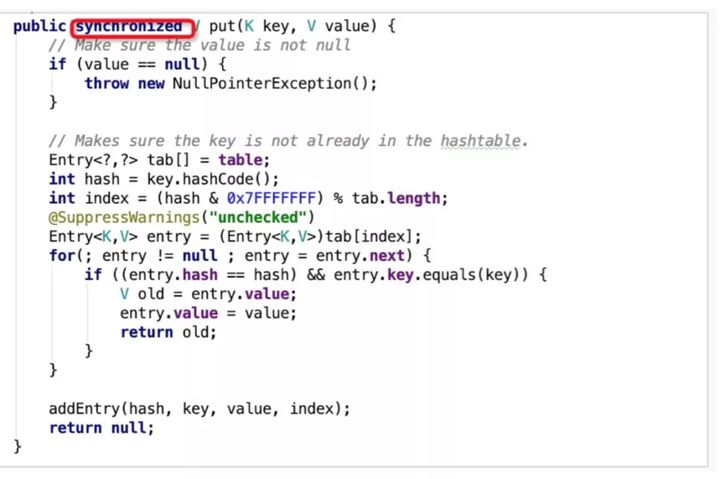 public synchronized V put(K key, V value) {
// Make sure the value is not null
if (value == null) {
throw new NullPointerException();
}
// Makes sure the key is not already in the hashtable.
Entry<?,?> tab[] = table;
int hash = key.hashCode();
int index = (hash & 0x7FFFFFFF) % tab.length;
@SuppressWarnings("unchecked")
Entry<K,V> entry = (Entry<K,V>)tab[index];
for(; entry != null ; entry = entry.next) {
if ((entry.hash == hash) && entry.key.equals(key)) {
V old = entry.value;
entry.value = value;
return old;
}
}
addEntry(hash, key, value, index);
return null;
}